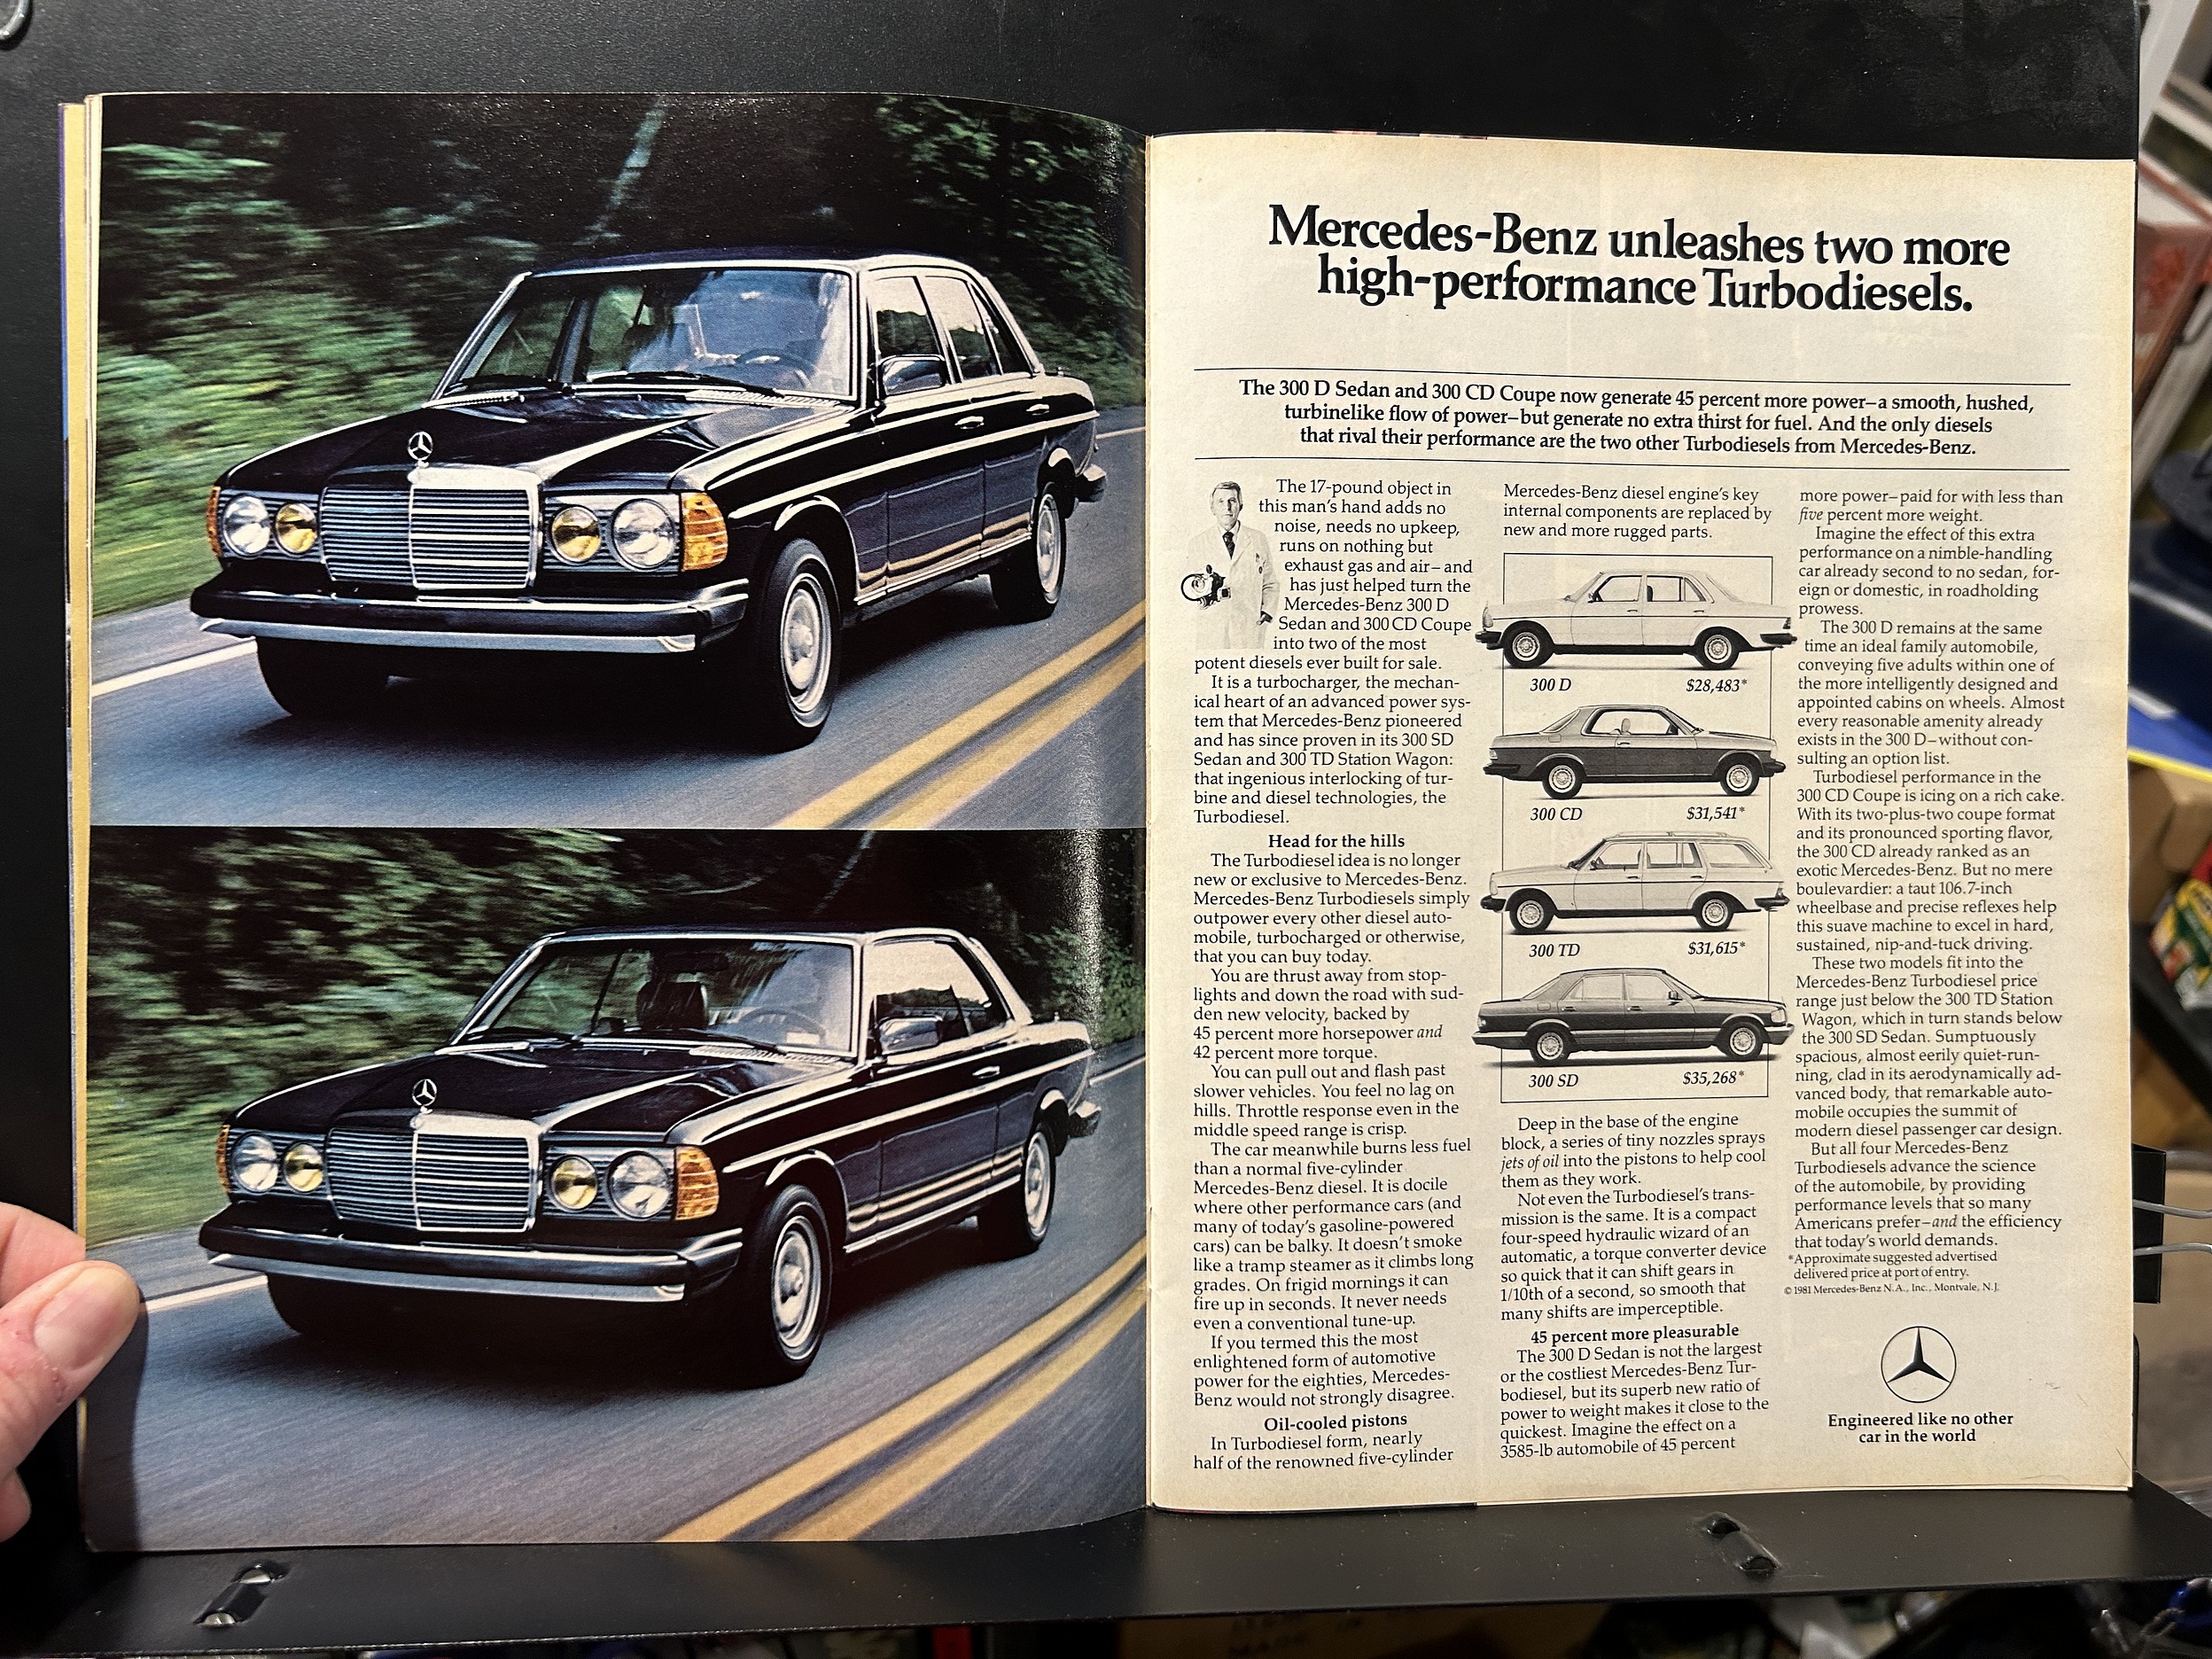 Mercedes-Benz unleashes two more
high-performance Turbodiesels.
The 300 D Sedan and 300 CD Coupe now generate 45 percent more power–a smooth, hushed,
turbinelike flow of power–but generate no extra thirst for fuel. And the only diesels
that rival their performance are the two other Turbodiesels from Mercedes-Benz.
The 17-pound object in
this man's hand adds no
noise, needs no upkeep,
runs on nothing but
exhaust gas and air–and
has just helped turn the
Mercedes-Benz 300 D
Sedan and 300 CD Coupe
into two of the most
potent diesels ever built for sale.
It is a turbocharger, the mechan-
ical heart of an advanced power sys-
tem that Mercedes-Benz pioneered
and has since proven in its 300 SD
Sedan and 300 TD Station Wagon:
that ingenious interlocking of tur-
bine and diesel technologies, the
Turbodiesel.
Head for the hills
The Turbodiesel idea is no longer
new or exclusive to Mercedes-Benz.
Mercedes-Benz Turbodiesels simply
outpower every other diesel auto-
mobile, turbocharged or otherwise,
that you can buy today.
You are thrust away from stop-
lights and down the road with sud-
den new velocity, backed by
45 percent more horsepower and
42 percent more torque.
You can pull out and flash past
slower vehicles. You feel no lag on
hills. Throttle response even in the
middle speed range is crisp.
The car meanwhile burns less fuel
than a normal five-cylinder
Mercedes-Benz diesel. It is docile
where other performance cars (and
many of today's gasoline-powered
cars) can be balky. It doesn't smoke
like a tramp steamer as it climbs long
grades. On frigid mornings it can
fire up in seconds. It never needs
even a conventional tune-up.
If you termed this the most
enlightened form of automotive
power for the eighties, Mercedes-
Benz would not strongly disagree.
Oil-cooled pistons
In Turbodiesel form, nearly
half of the renowned five-cylinder
Mercedes-Benz diesel engine's key
internal components are replaced by
new and more rugged parts.
300 D $28,483*
300 CD $31,541*
300 TD $31,615*
300 SD $35,268*
Deep in the base of the engine
block, a series of tiny nozzles sprays
jets of oil into the pistons to help cool
them as they work.
Not even the Turbodiesel's trans-
mission is the same. It is a compact
four-speed hydraulic wizard of an
automatic, a torque converter device
so quick that it can shift gears in
1/10th of a second, so smooth that
many shifts are imperceptible.
45 percent more pleasurable
The 300 D Sedan is not the largest
or the costliest Mercedes-Benz Tur-
bodiesel, but its superb new ratio of
power to weight makes it close to the
quickest. Imagine the effect on a
3585-lb automobile of 45 percent
more power–paid for with less than
five percent more weight.
Imagine the effect of this extra
performance on a nimble-handling
car already second to no sedan, for-
eign or domestic, in roadholding
prowess.
The 300 D remains at the same
time an ideal family automobile,
conveying five adults within one of
the more intelligently designed and
appointed cabins on wheels. Almost
every reasonable amenity already
exists in the 300 D–without con-
sulting an option list.
Turbodiesel performance in the
300 CD Coupe is icing on a rich cake.
With its two-plus-two coupe format
and its pronounced sporting flavor,
the 300 CD already ranked as an
exotic Mercedes-Benz. But no mere
boulevardier: a taut 106.7-inch
wheelbase and precise reflexes help
this suave machine to excel in hard,
sustained, nip-and-tuck driving.
These two models fit into the
Mercedes-Benz Turbodiesel price
range just below the 300 TD Station
Wagon, which in turn stands below
the 300 SD Sedan. Sumptuously
spacious, almost eerily quiet-run-
ning, clad in its aerodynamically ad-
vanced body, that remarkable auto-
mobile occupies the summit of
modern diesel passenger car design.
But all four Mercedes-Benz
Turbodiesels advance the science
of the automobile, by providing
performance levels that so many
Americans prefer–and the efficiency
that today's world demands.
*Approximate suggested advertised
delivered price at port of entry.
© 1981 Mercedes-Benz N.A., Inc., Montvale, N.J.
Engineered like no other
car in the world